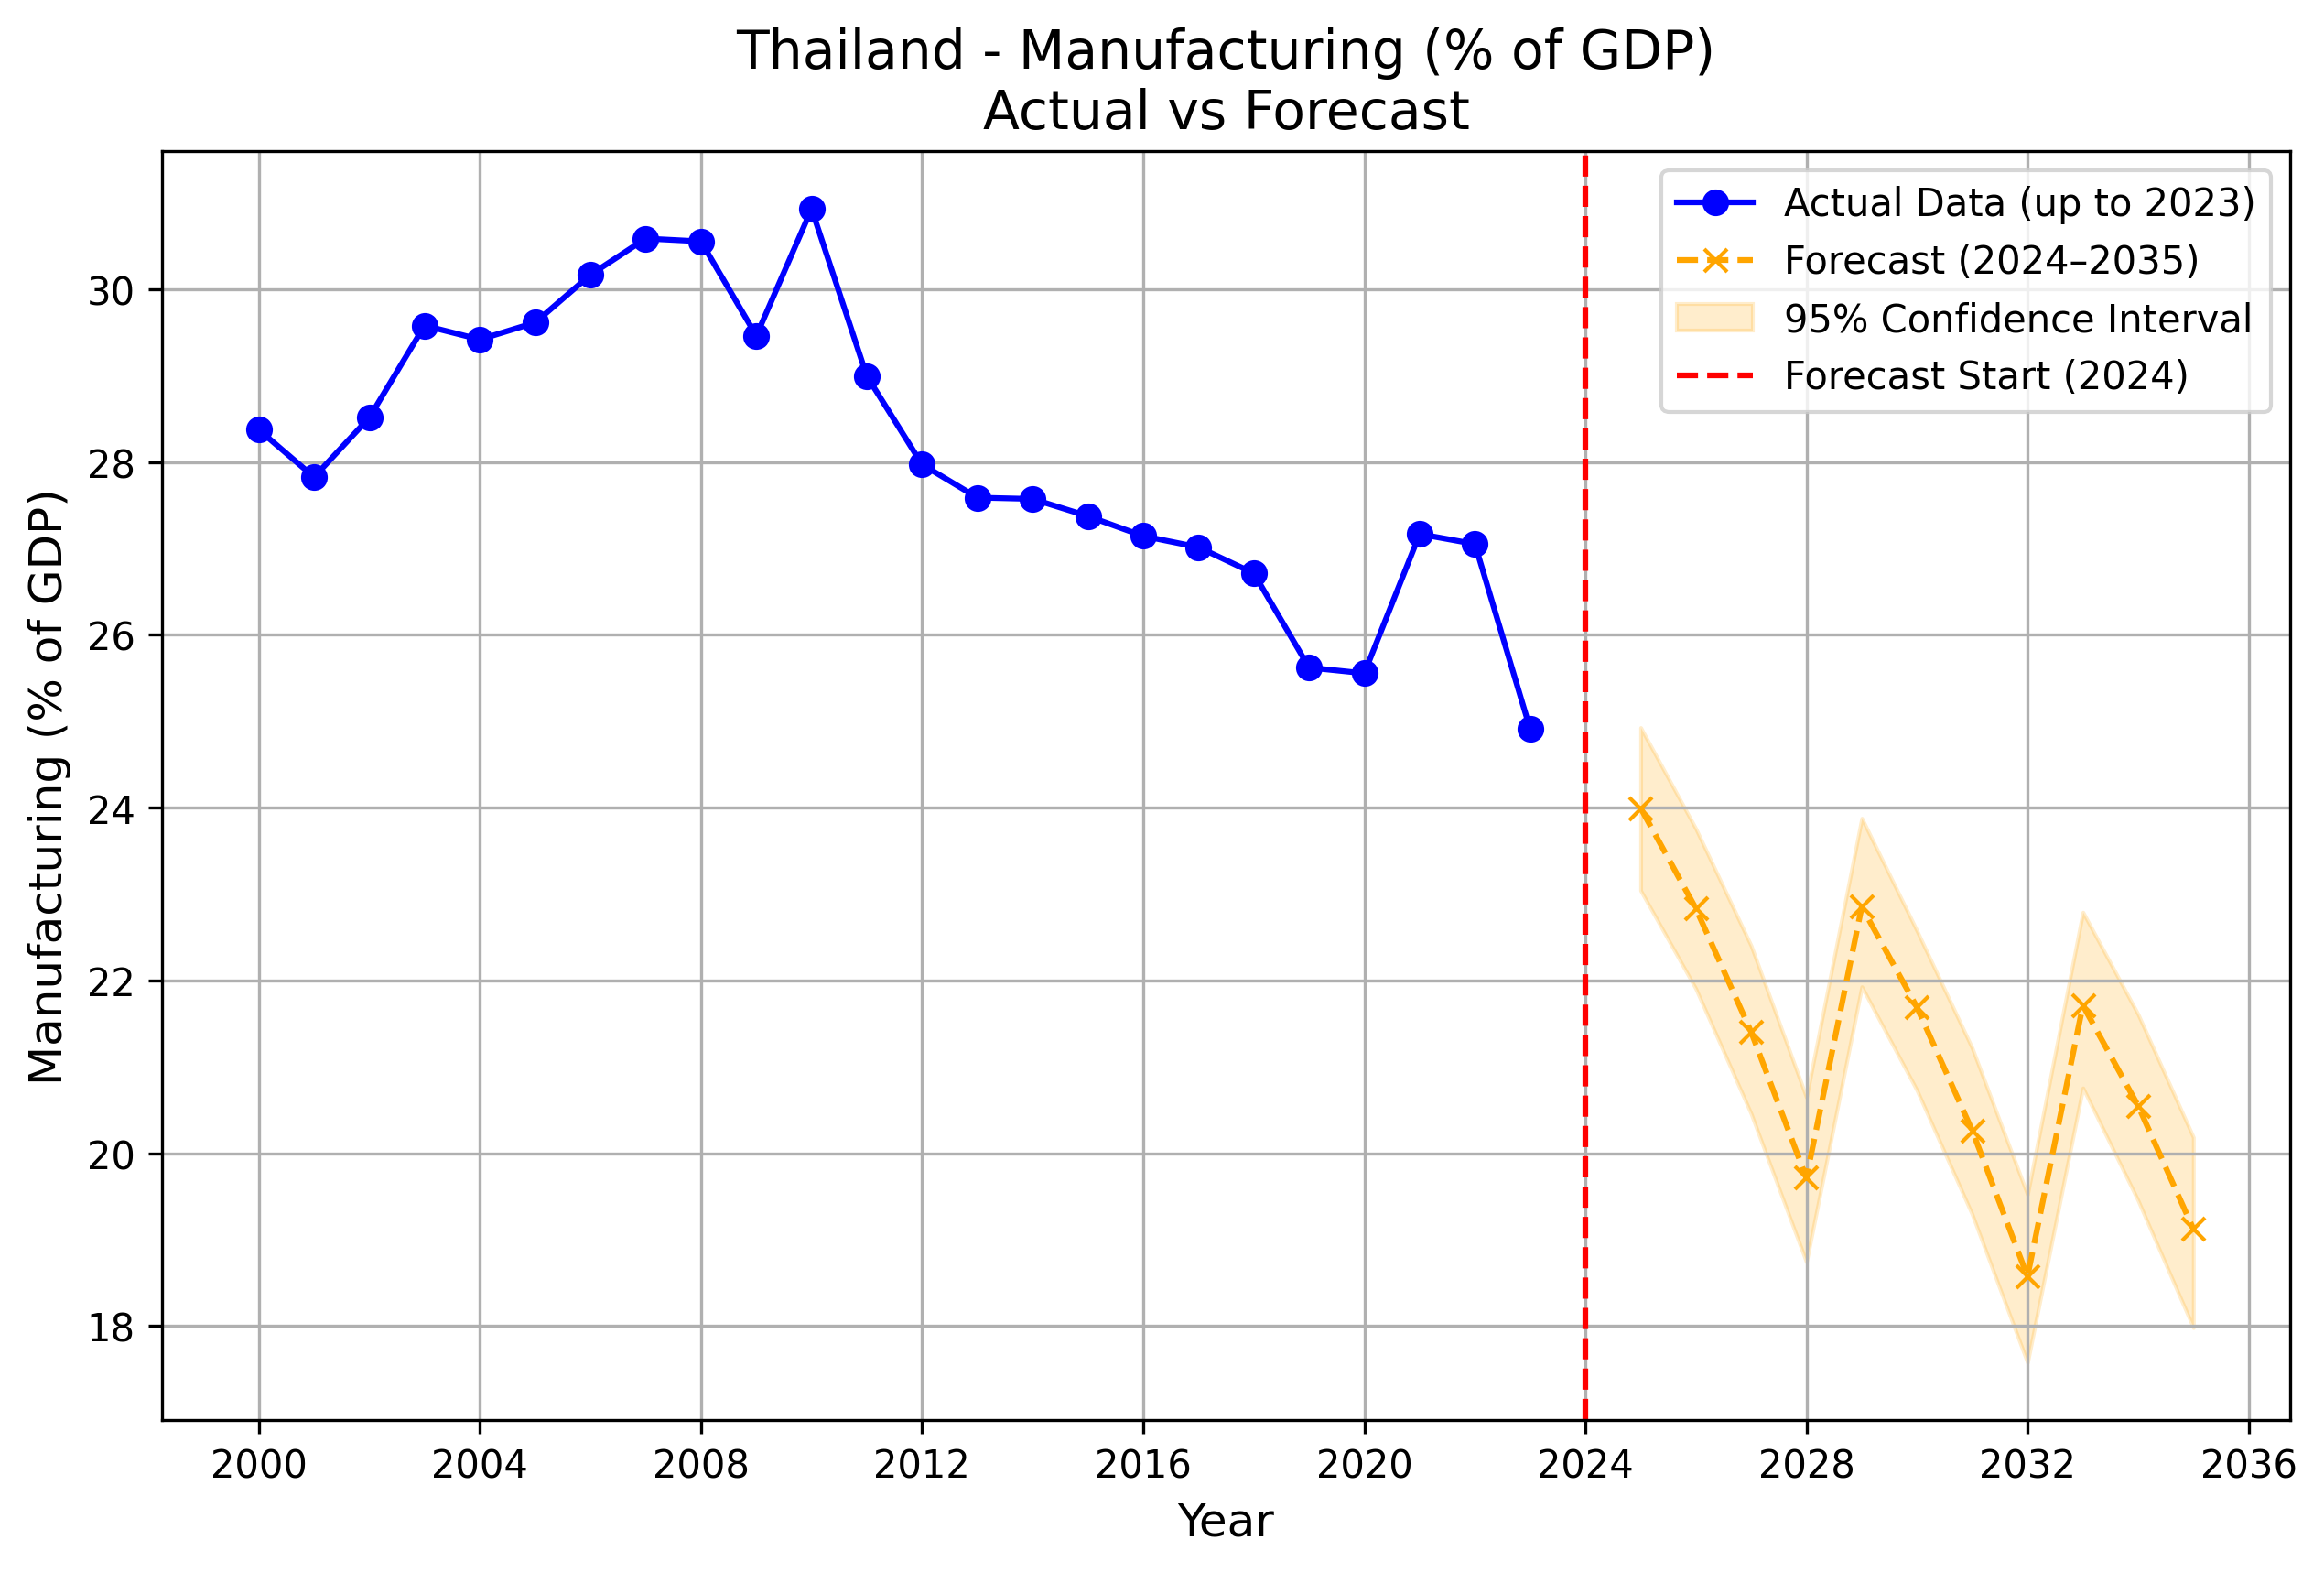 Thailand - Manufacturing (% of GDP)
Actual vs Forecast
Actual Data (up to 2023)
Forecast (2024–2035)
95% Confidence Interval
Forecast Start (2024)
Manufacturing (% of GDP)
30
28
26
24
22
20
18
2000 2004 2008 2012 2016 2020 2024 2028 2032 2036
Year